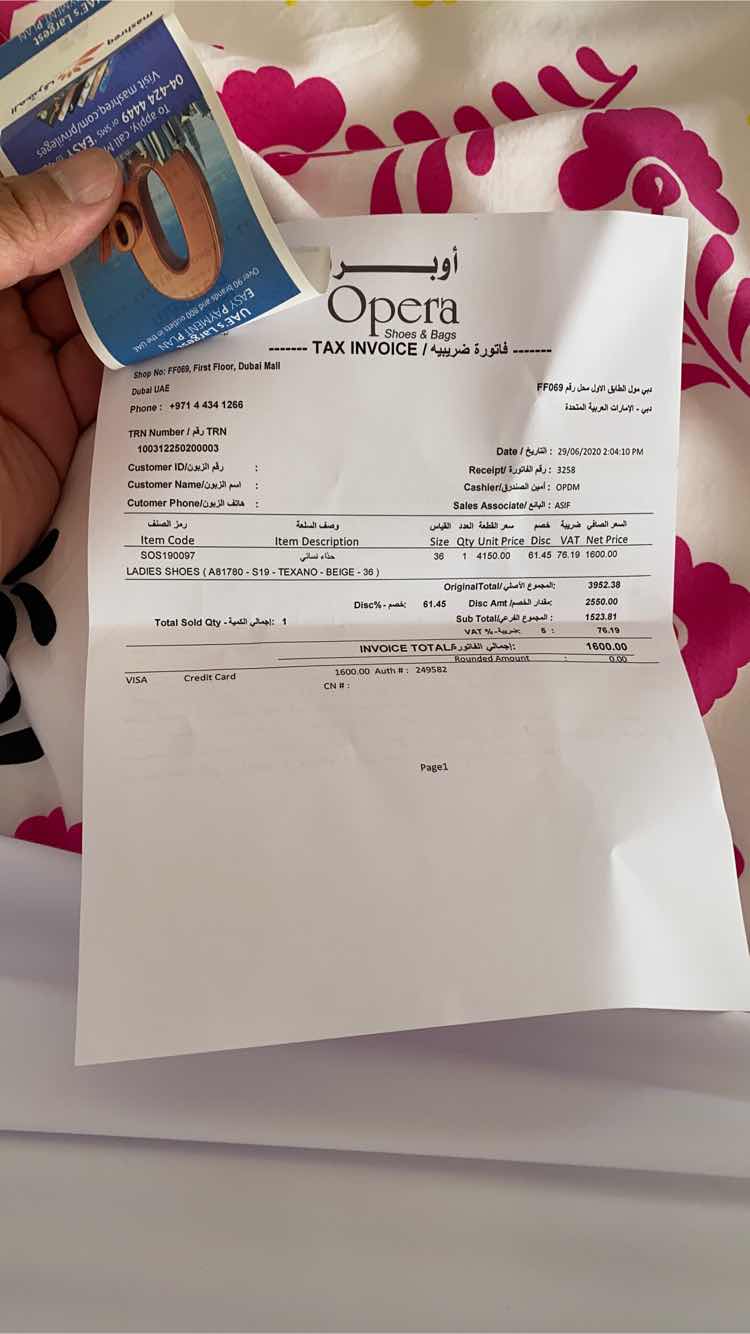 UAE's Largest
PAYMENT PLAN
mashreq المشرق
Visit mashreq.com/privileges
04-424 4449 or SMS 'EASY'
To apply, call
0%
Over 90 brands and 800 outlets in the UAE
EASY PAYMENT PLAN
UAE's Largest
أوبــرا
Opera
Shoes & Bags
------- TAX INVOICE / فاتورة ضريبيه -------
Shop No: FF069, First Floor, Dubai Mall
Dubai UAE
دبي مول الطابق الاول محل رقم FF069
Phone : +971 4 434 1266
دبي - الإمارات العربية المتحدة
TRN Number / رقم TRN
100312250200003
Date / التاريخ : 29/06/2020 2:04:10 PM
Customer ID/رقم الزبون :
Receipt/ رقم الفاتورة : 3258
Customer Name/اسم الزبون :
Cashier/أمين الصندوق : OPDM
Cutomer Phone/هاتف الزبون :
Sales Associate/ البائع : ASIF
رمز الصنف وصف السلعة القياس العدد سعر القطعة خصم ضريبة السعر الصافي
Item Code Item Description Size Qty Unit Price Disc VAT Net Price
SOS190097 حذاء نسائي 36 1 4150.00 61.45 76.19 1600.00
LADIES SHOES ( A81780 - S19 - TEXANO - BEIGE - 36 )
OriginalTotal/المجموع الأصلي: 3952.38
Disc% - خصم: 61.45 Disc Amt /مقدار الخصم: 2550.00
Total Sold Qty - إجمالي الكمية: 1 Sub Total/المجموع الفرعي : 1523.81
VAT %-ضريبة: 5 : 76.19
INVOICE TOTAL/إجمالي الفاتورة: 1600.00
Rounded Amount : 0.00
VISA Credit Card 1600.00 Auth # : 249582
CN # :
Page1